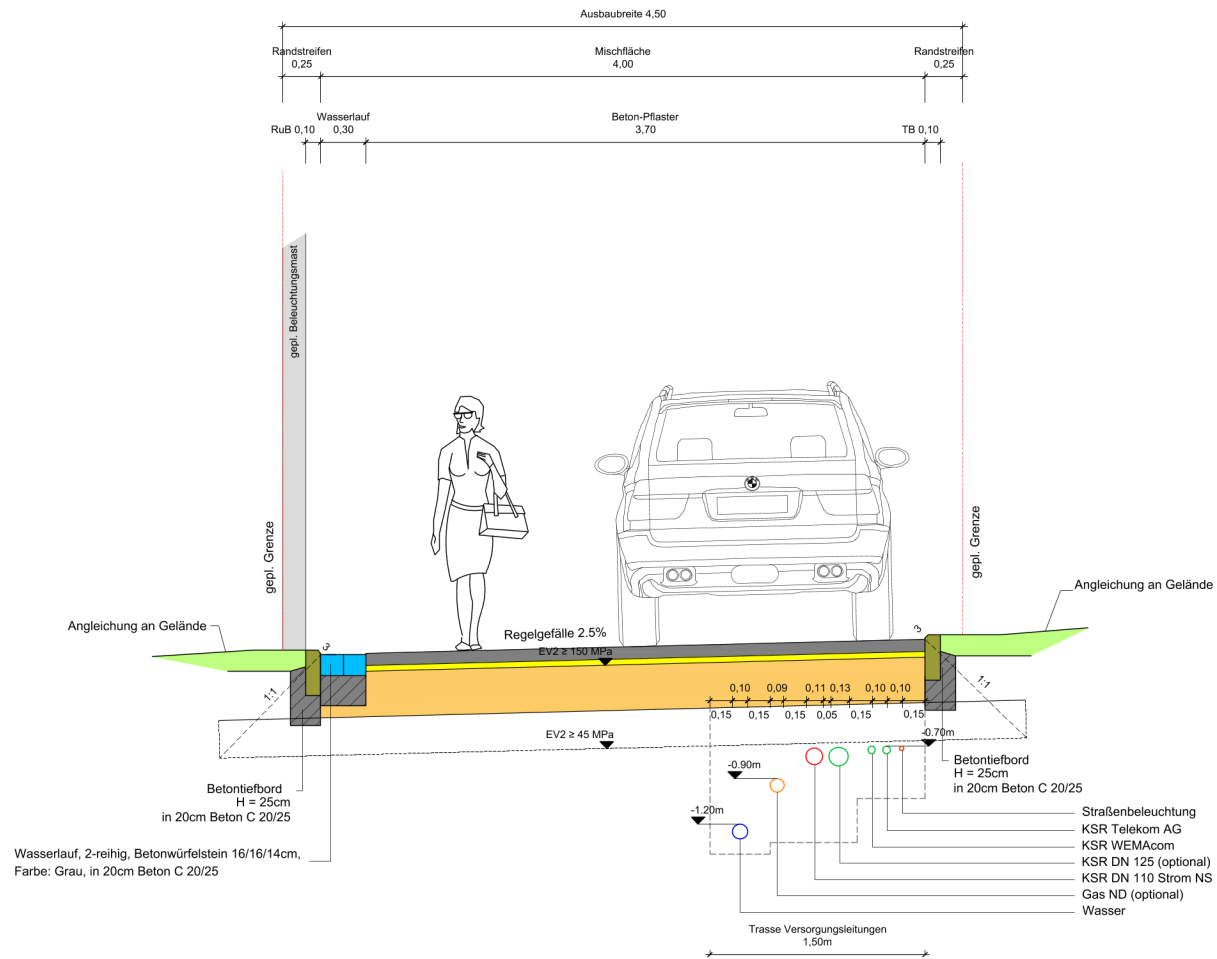 Ausbaubreite 4,50
Randstreifen
0,25
Mischfläche
4,00
Randstreifen
0,25
RuB 0,10
Wasserlauf
0,30
Beton-Pflaster
3,70
TB 0,10
gepl. Beleuchtungsmast
gepl. Grenze
gepl. Grenze
Angleichung an Gelände
Angleichung an Gelände
Regelgefälle 2.5%
EV2 ≥ 150 MPa
3
3
1:1
1:1
0,10 0,09 0,11 0,13 0,10 0,10
0,15 0,15 0,15 0,05 0,15 0,15
EV2 ≥ 45 MPa
-0.70m
-0.90m
-1.20m
Betontiefbord
H = 25cm
in 20cm Beton C 20/25
Betontiefbord
H = 25cm
in 20cm Beton C 20/25
Wasserlauf, 2-reihig, Betonwürfelstein 16/16/14cm,
Farbe: Grau, in 20cm Beton C 20/25
Straßenbeleuchtung
KSR Telekom AG
KSR WEMAcom
KSR DN 125 (optional)
KSR DN 110 Strom NS
Gas ND (optional)
Wasser
Trasse Versorgungsleitungen
1,50m